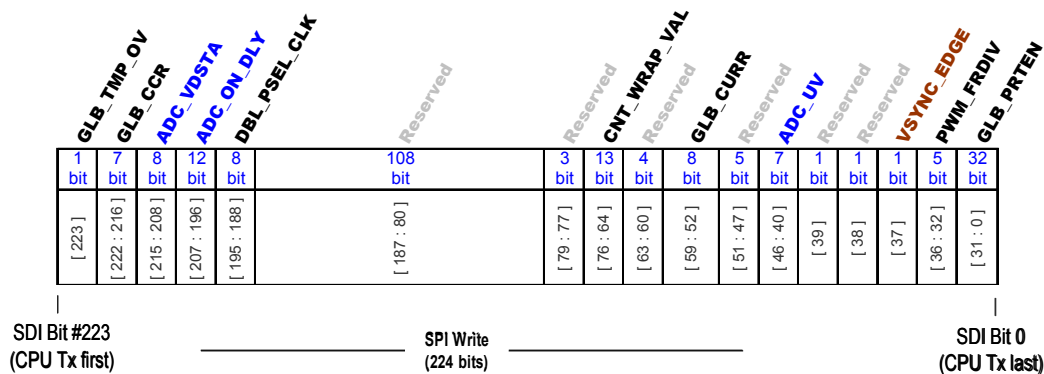 GLB_TMP_OV
GLB_CCR
ADC_VDSTA
ADC_ON_DLY
DBL_PSEL_CLK
Reserved
Reserved
CNT_WRAP_VAL
Reserved
GLB_CURR
Reserved
ADC_UV
Reserved
Reserved
VSYNC_EDGE
PWM_FRDIV
GLB_PRTEN
1 7 8 12 8 108 3 13 4 8 5 7 1 1 1 5 32
bit bit bit bit bit bit bit bit bit bit bit bit bit bit bit bit bit
[ 223 ]
[ 222 : 216 ]
[ 215 : 208 ]
[ 207 : 196 ]
[ 195 : 188 ]
[ 187 : 80 ]
[ 79 : 77 ]
[ 76 : 64 ]
[ 63 : 60 ]
[ 59 : 52 ]
[ 51 : 47 ]
[ 46 : 40 ]
[ 39 ]
[ 38 ]
[ 37 ]
[ 36 : 32 ]
[ 31 : 0 ]
SDI Bit #223
(CPU Tx first)
SPI Write
(224 bits)
SDI Bit 0
(CPU Tx last)